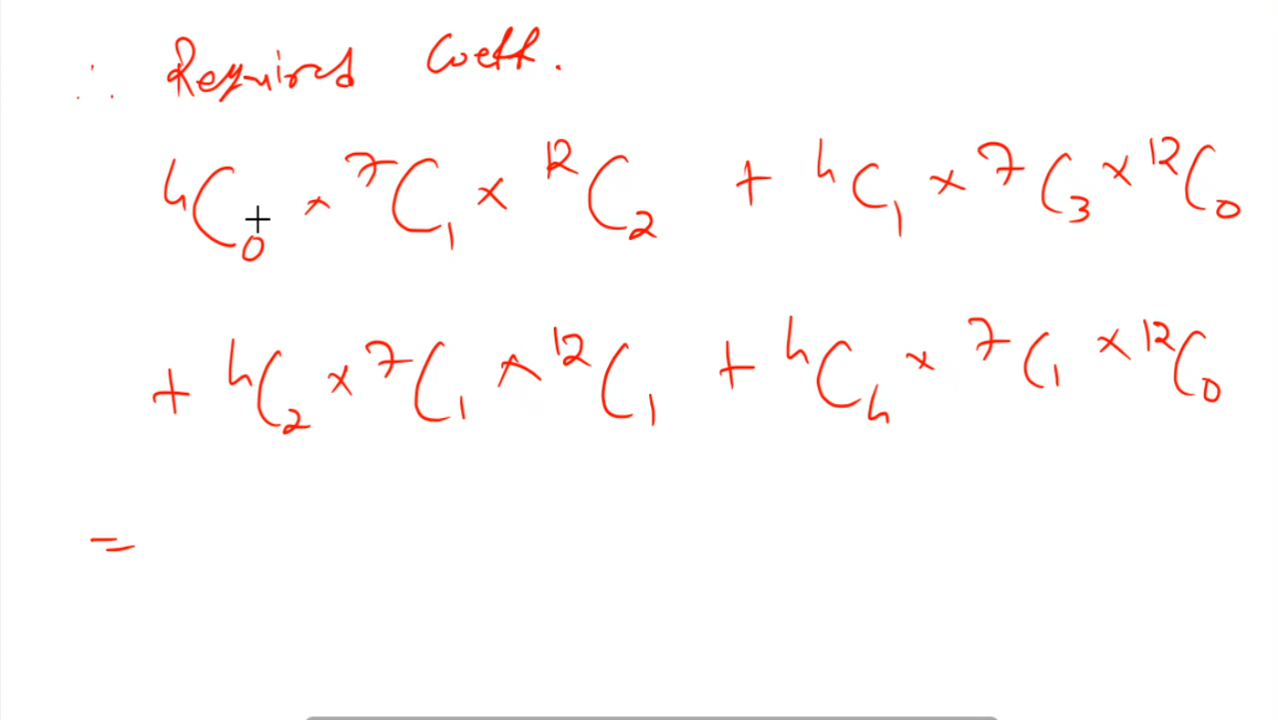 ∴ Required Coeff.
⁴C₀ × ⁷C₁ × ¹²C₂ + ⁴C₁ × ⁷C₃ × ¹²C₀
+ ⁴C₂ × ⁷C₁ × ¹²C₁ + ⁴C₄ × ⁷C₁ × ¹²C₀
=